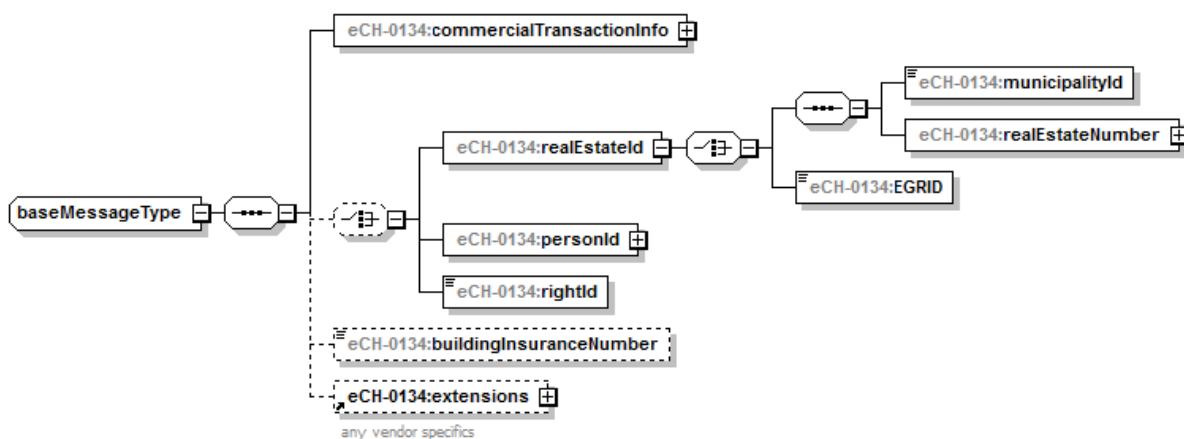 eCH-0134:commercialTransactionInfo
eCH-0134:municipalityId
eCH-0134:realEstateId
eCH-0134:realEstateNumber
eCH-0134:EGRID
baseMessageType
eCH-0134:personId
eCH-0134:rightId
eCH-0134:buildingInsuranceNumber
eCH-0134:extensions
any vendor specifics